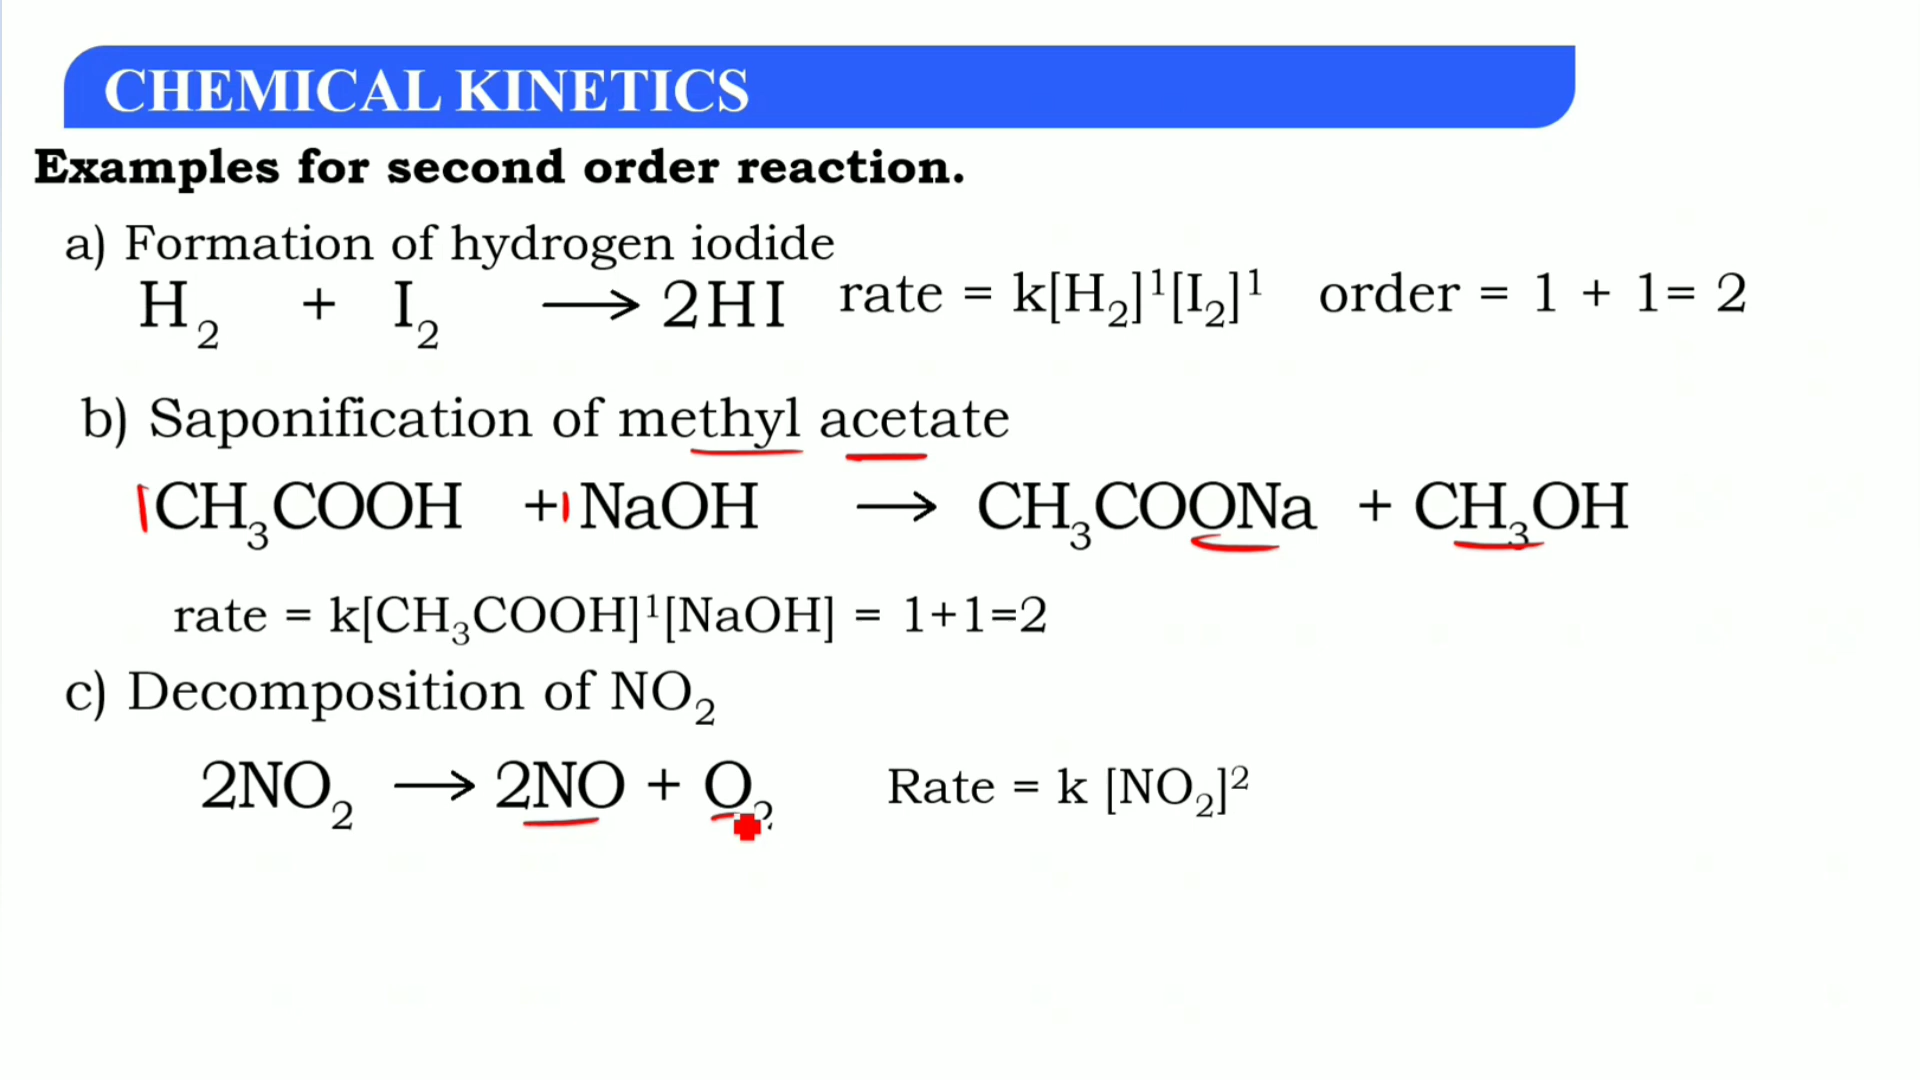 CHEMICAL KINETICS
Examples for second order reaction.
a) Formation of hydrogen iodide
H₂ + I₂ ⟶ 2HI rate = k[H₂]¹[I₂]¹ order = 1 + 1= 2
b) Saponification of methyl acetate
1CH₃COOH +1 NaOH ⟶ CH₃COONa + CH₃OH
rate = k[CH₃COOH]¹[NaOH] = 1+1=2
c) Decomposition of NO₂
2NO₂ ⟶ 2NO + O₂ Rate = k [NO₂]²